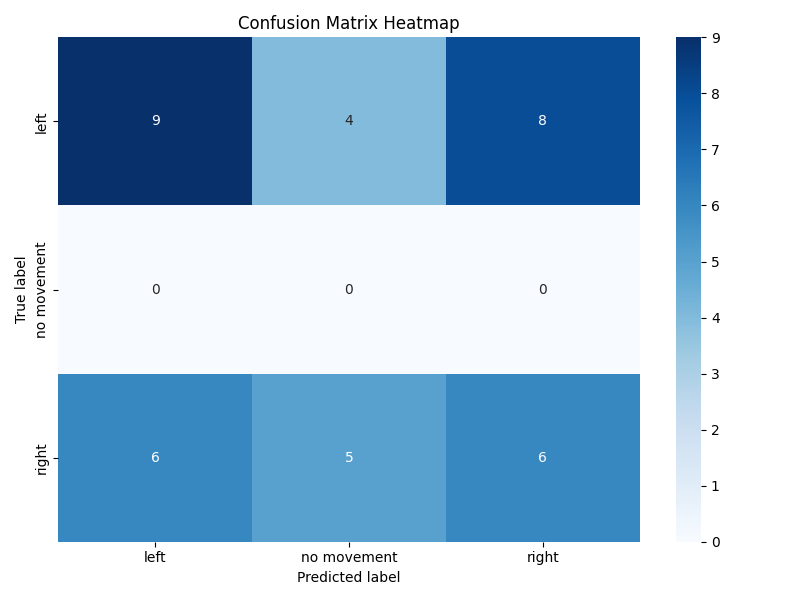 Confusion Matrix Heatmap
True label
left
no movement
right
9 4 8
0 0 0
6 5 6
left no movement right
Predicted label
9
8
7
6
5
4
3
2
1
0